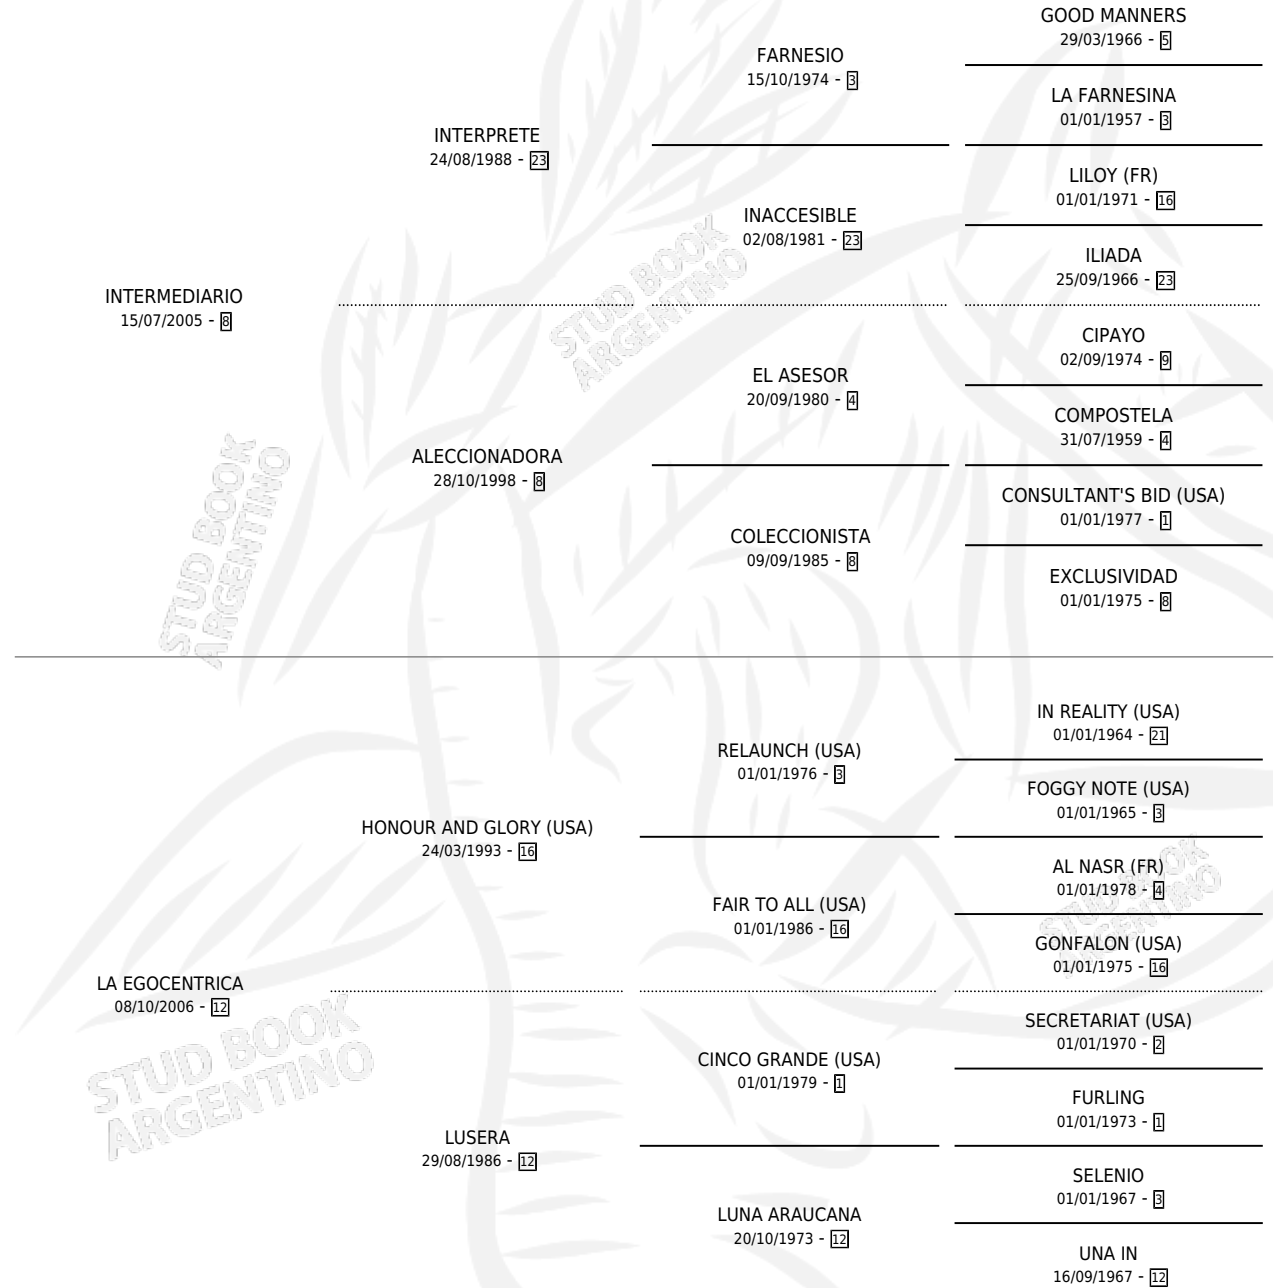 GOOD MANNERS
29/03/1966 - 5
FARNESIO
15/10/1974 - 3
LA FARNESINA
01/01/1957 - 3
INTERPRETE
24/08/1988 - 23
LILOY (FR)
01/01/1971 - 16
INACCESIBLE
02/08/1981 - 23
ILIADA
25/09/1966 - 23
INTERMEDIARIO
15/07/2005 - 8
CIPAYO
02/09/1974 - 9
EL ASESOR
20/09/1980 - 4
COMPOSTELA
31/07/1959 - 4
ALECCIONADORA
28/10/1998 - 8
CONSULTANT'S BID (USA)
01/01/1977 - 1
COLECCIONISTA
09/09/1985 - 8
EXCLUSIVIDAD
01/01/1975 - 8
IN REALITY (USA)
01/01/1964 - 21
RELAUNCH (USA)
01/01/1976 - 3
FOGGY NOTE (USA)
01/01/1965 - 3
HONOUR AND GLORY (USA)
24/03/1993 - 16
AL NASR (FR)
01/01/1978 - 4
FAIR TO ALL (USA)
01/01/1986 - 16
GONFALON (USA)
01/01/1975 - 16
LA EGOCENTRICA
08/10/2006 - 12
SECRETARIAT (USA)
01/01/1970 - 2
CINCO GRANDE (USA)
01/01/1979 - 1
FURLING
01/01/1973 - 1
LUSERA
29/08/1986 - 12
SELENIO
01/01/1967 - 3
LUNA ARAUCANA
20/10/1973 - 12
UNA IN
16/09/1967 - 12
STUD BOOK
ARGENTINO
STUD BOOK
ARGENTINO
STUD BOOK
ARGENTINO
STUD BOOK
ARGENTINO